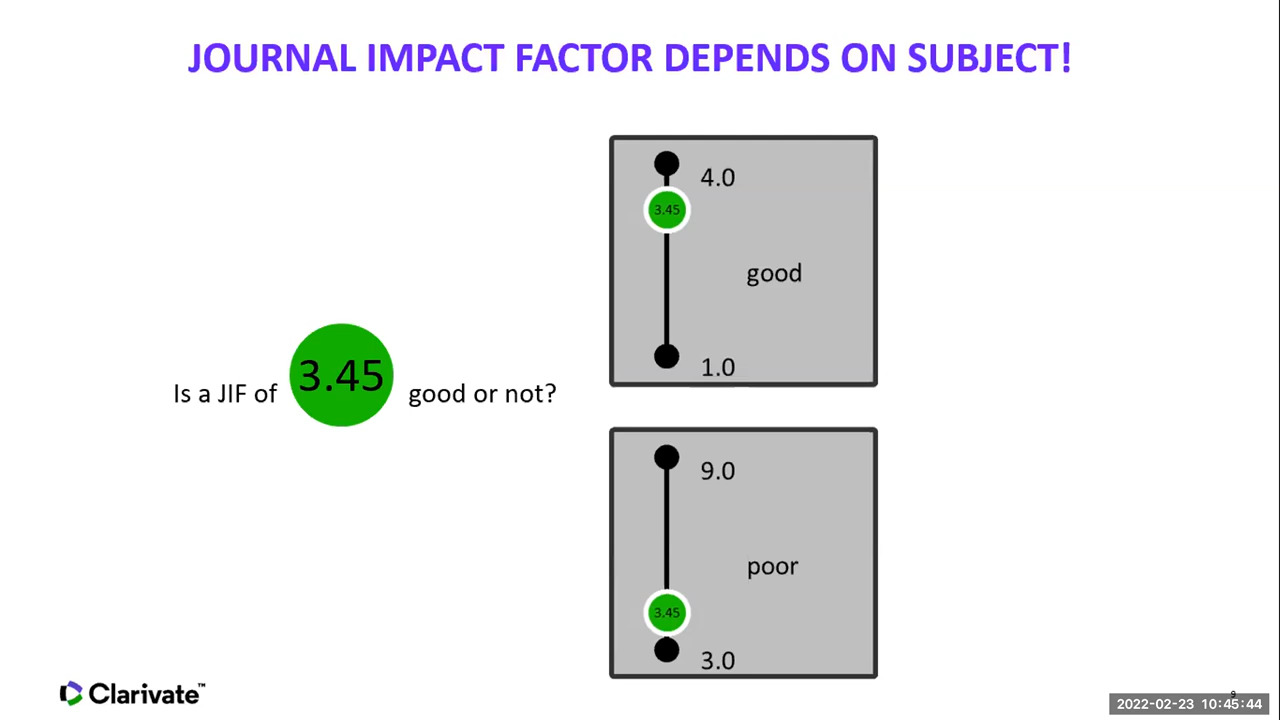 JOURNAL IMPACT FACTOR DEPENDS ON SUBJECT!
4.0
3.45
good
1.0
Is a JIF of 3.45 good or not?
9.0
poor
3.45
3.0
Clarivate™
9
2022-02-23 10:45:44